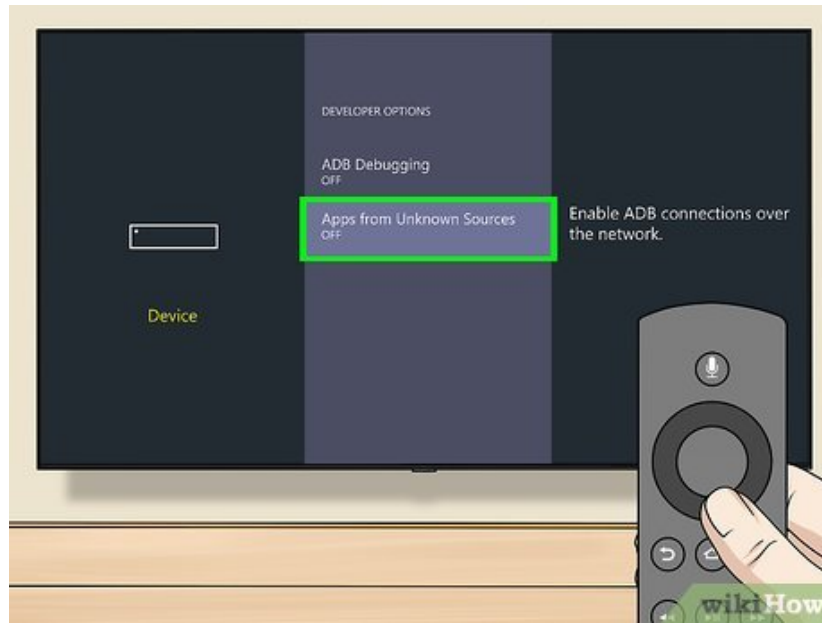 DEVELOPER OPTIONS
ADB Debugging
OFF
Apps from Unknown Sources
OFF
Enable ADB connections over
the network.
Device
wikiHow